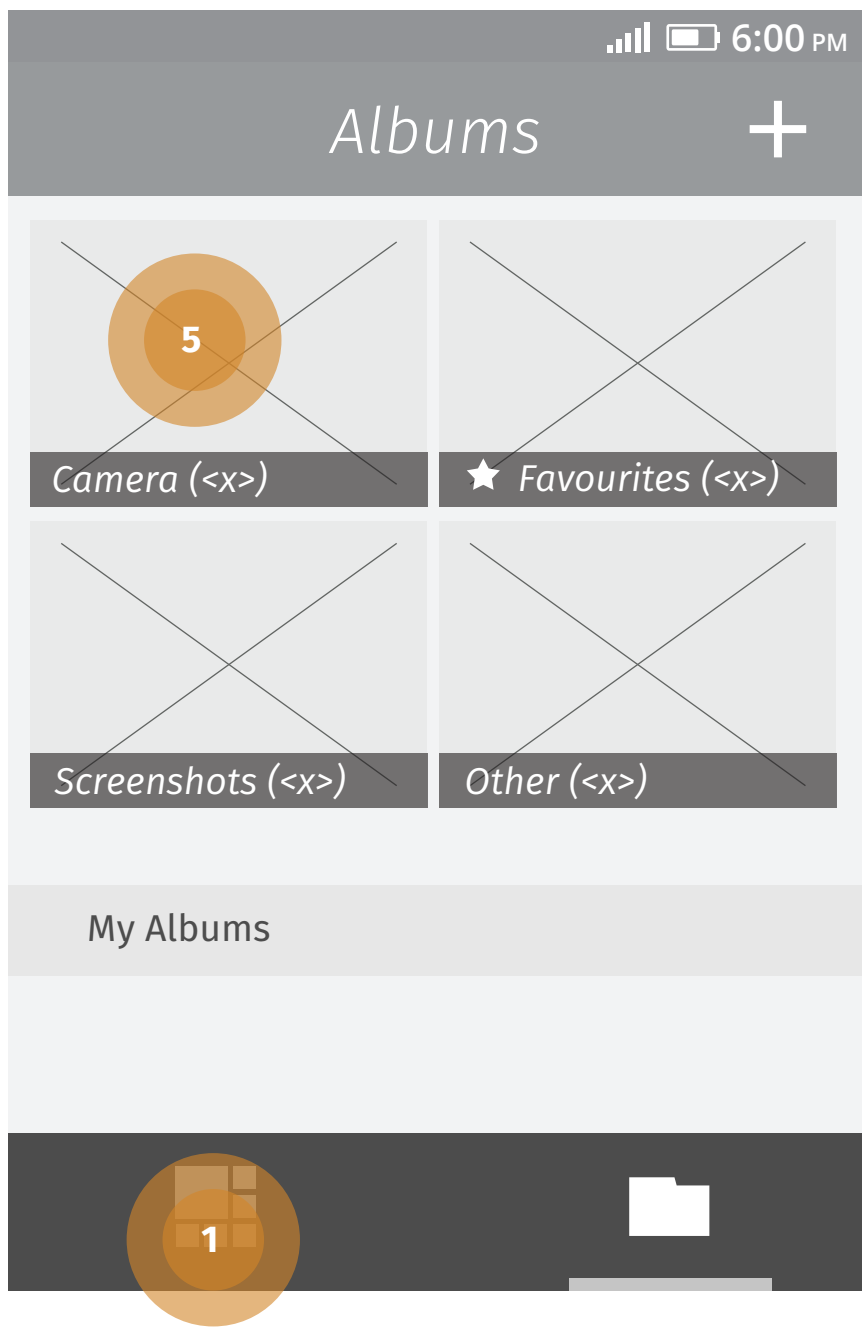 6:00 PM
Albums
5
Camera (<x>)
Favourites (<x>)
Screenshots (<x>)
Other (<x>)
My Albums
1